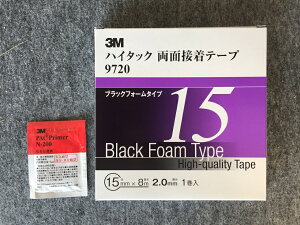 3M
ハイタック 両面接着テープ
9720
ブラックフォームタイプ
15
Black Foam Type
High-quality Tape
15mm×8m 2.0mm 1巻入
3M
PAC Primer
N-200